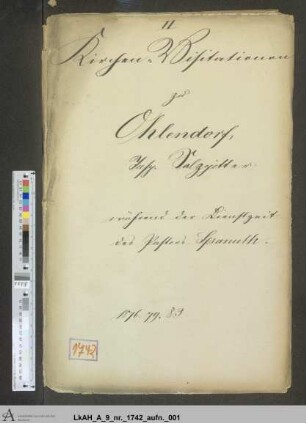 II.
Kirchen-Visitationen
zu
Ohlendorf,
Insp. Salzgitter
während der Dienstzeit
des Pastors Spanuth.
1776. 79. 83
1742
LkAH_A_9_nr._1742_aufn._001